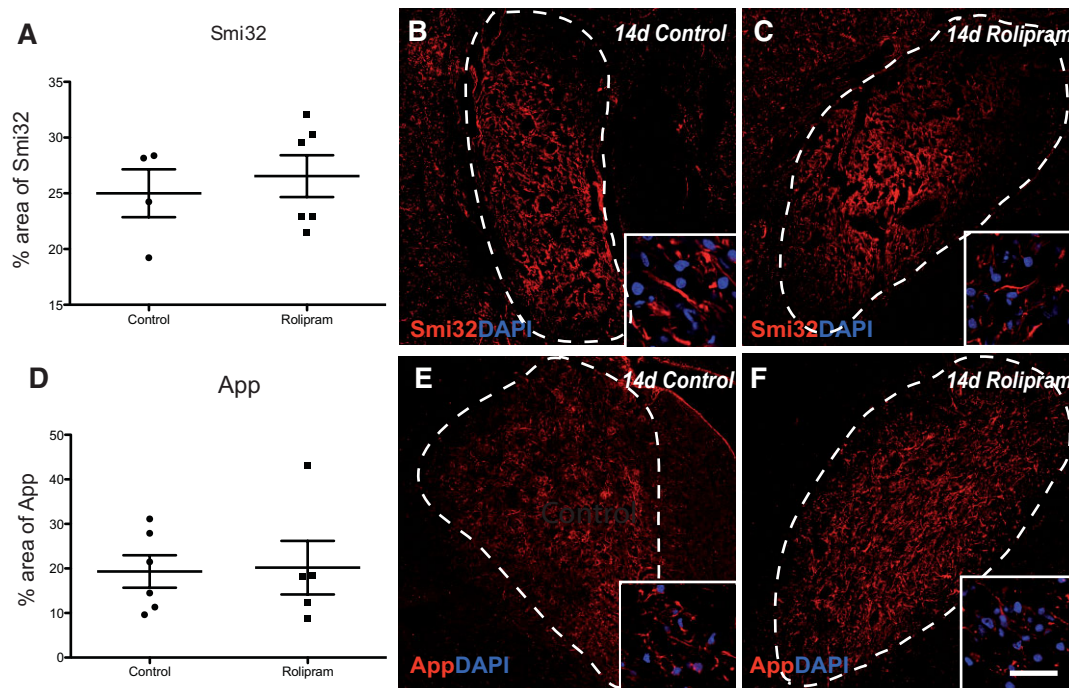 A
Smi32
% area of Smi32
35
30
25
20
15
Control Rolipram
B
14d Control
Smi32DAPI
C
14d Rolipram
Smi32DAPI
D
App
% area of App
50
40
30
20
10
0
Control Rolipram
E
14d Control
Control
AppDAPI
F
14d Rolipram
AppDAPI